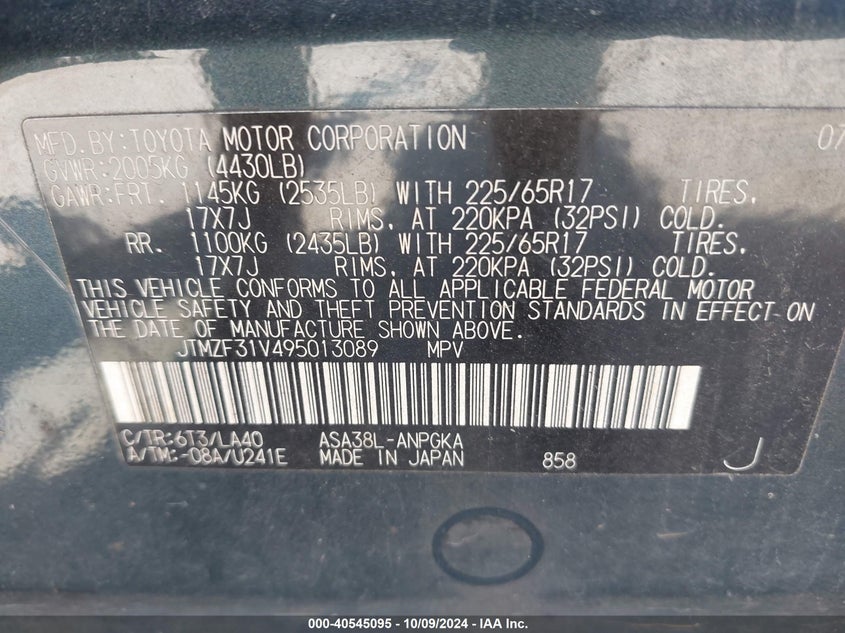 MFD. BY: TOYOTA MOTOR CORPORATION 07
GVWR: 2005KG (4430LB)
GAWR: FRT. 1145KG (2535LB) WITH 225/65R17 TIRES,
17X7J RIMS, AT 220KPA (32PSI) COLD.
RR. 1100KG (2435LB) WITH 225/65R17 TIRES,
17X7J RIMS, AT 220KPA (32PSI) COLD.
THIS VEHICLE CONFORMS TO ALL APPLICABLE FEDERAL MOTOR
VEHICLE SAFETY AND THEFT PREVENTION STANDARDS IN EFFECT ON
THE DATE OF MANUFACTURE SHOWN ABOVE.
JTMZF31V495013089 MPV
C/TR: 6T3/LA40 ASA38L-ANPGKA
A/TM: -08A/U241E MADE IN JAPAN 858 J
000-40545095 - 10/09/2024 - IAA Inc.